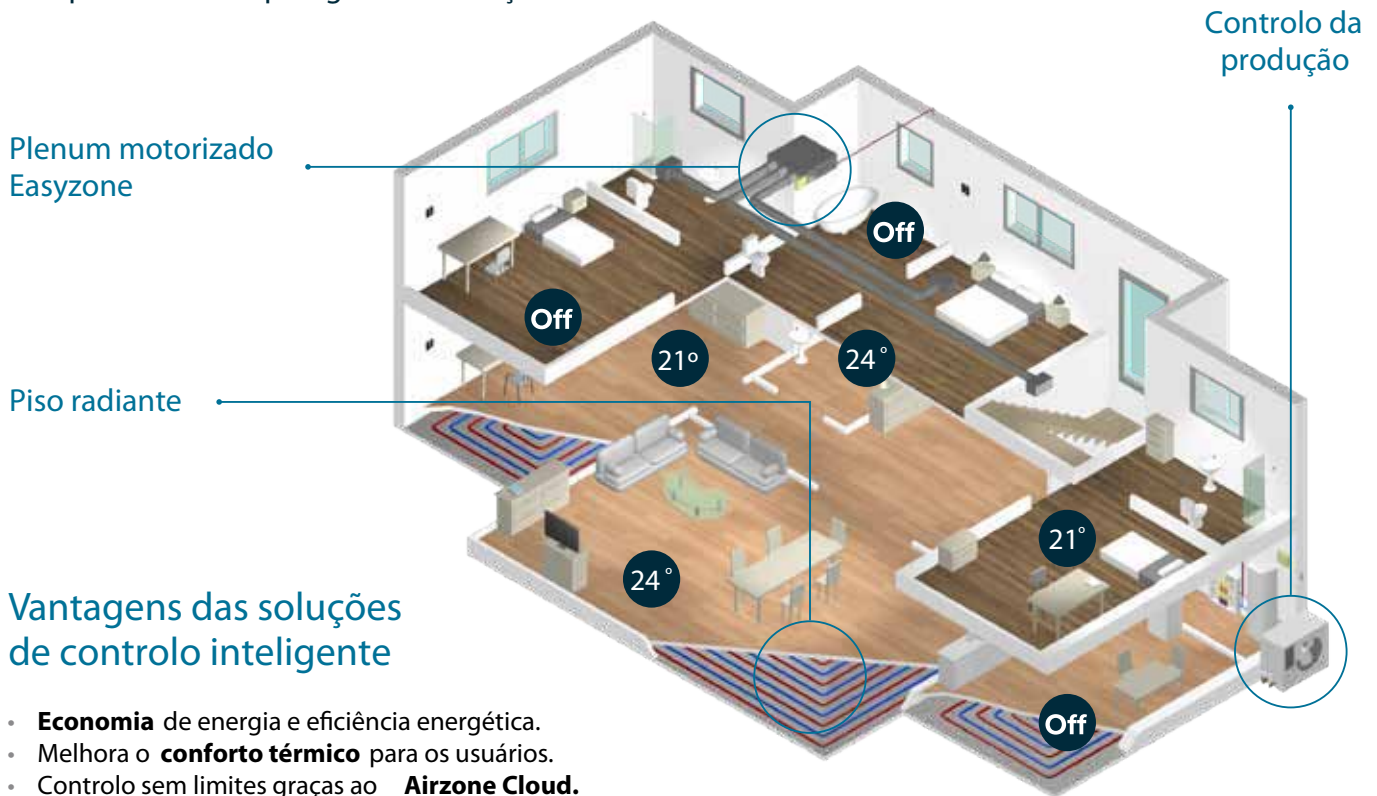 Controlo da
produção
Plenum motorizado
Easyzone
Off
Off
21º
24°
Piso radiante
21°
24°
Vantagens das soluções
de controlo inteligente
Off
• Economia de energia e eficiência energética.
• Melhora o conforto térmico para os usuários.
• Controlo sem limites graças ao Airzone Cloud.